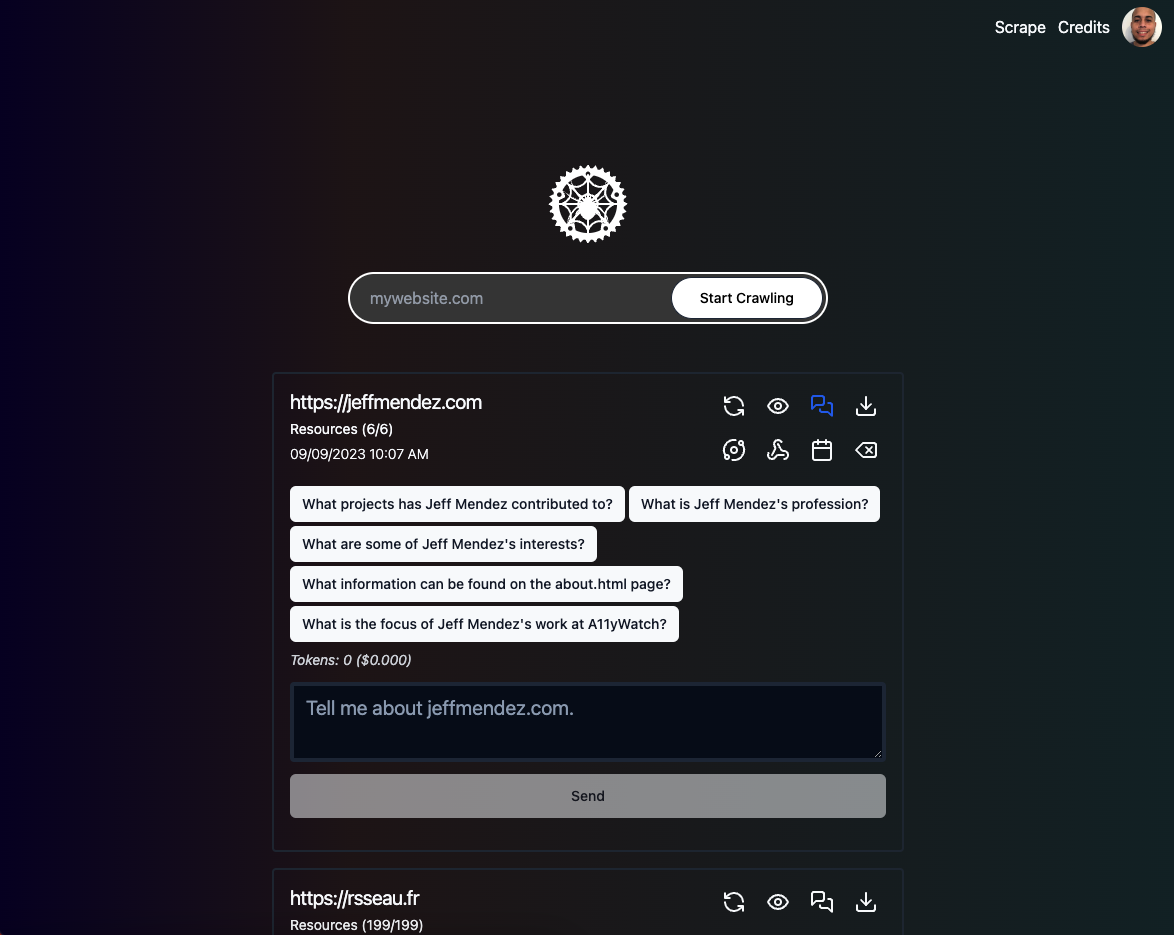 Scrape Credits
mywebsite.com Start Crawling
https://jeffmendez.com
Resources (6/6)
09/09/2023 10:07 AM
What projects has Jeff Mendez contributed to? What is Jeff Mendez's profession?
What are some of Jeff Mendez's interests?
What information can be found on the about.html page?
What is the focus of Jeff Mendez's work at A11yWatch?
Tokens: 0 ($0.000)
Tell me about jeffmendez.com.
Send
https://rsseau.fr
Resources (199/199)